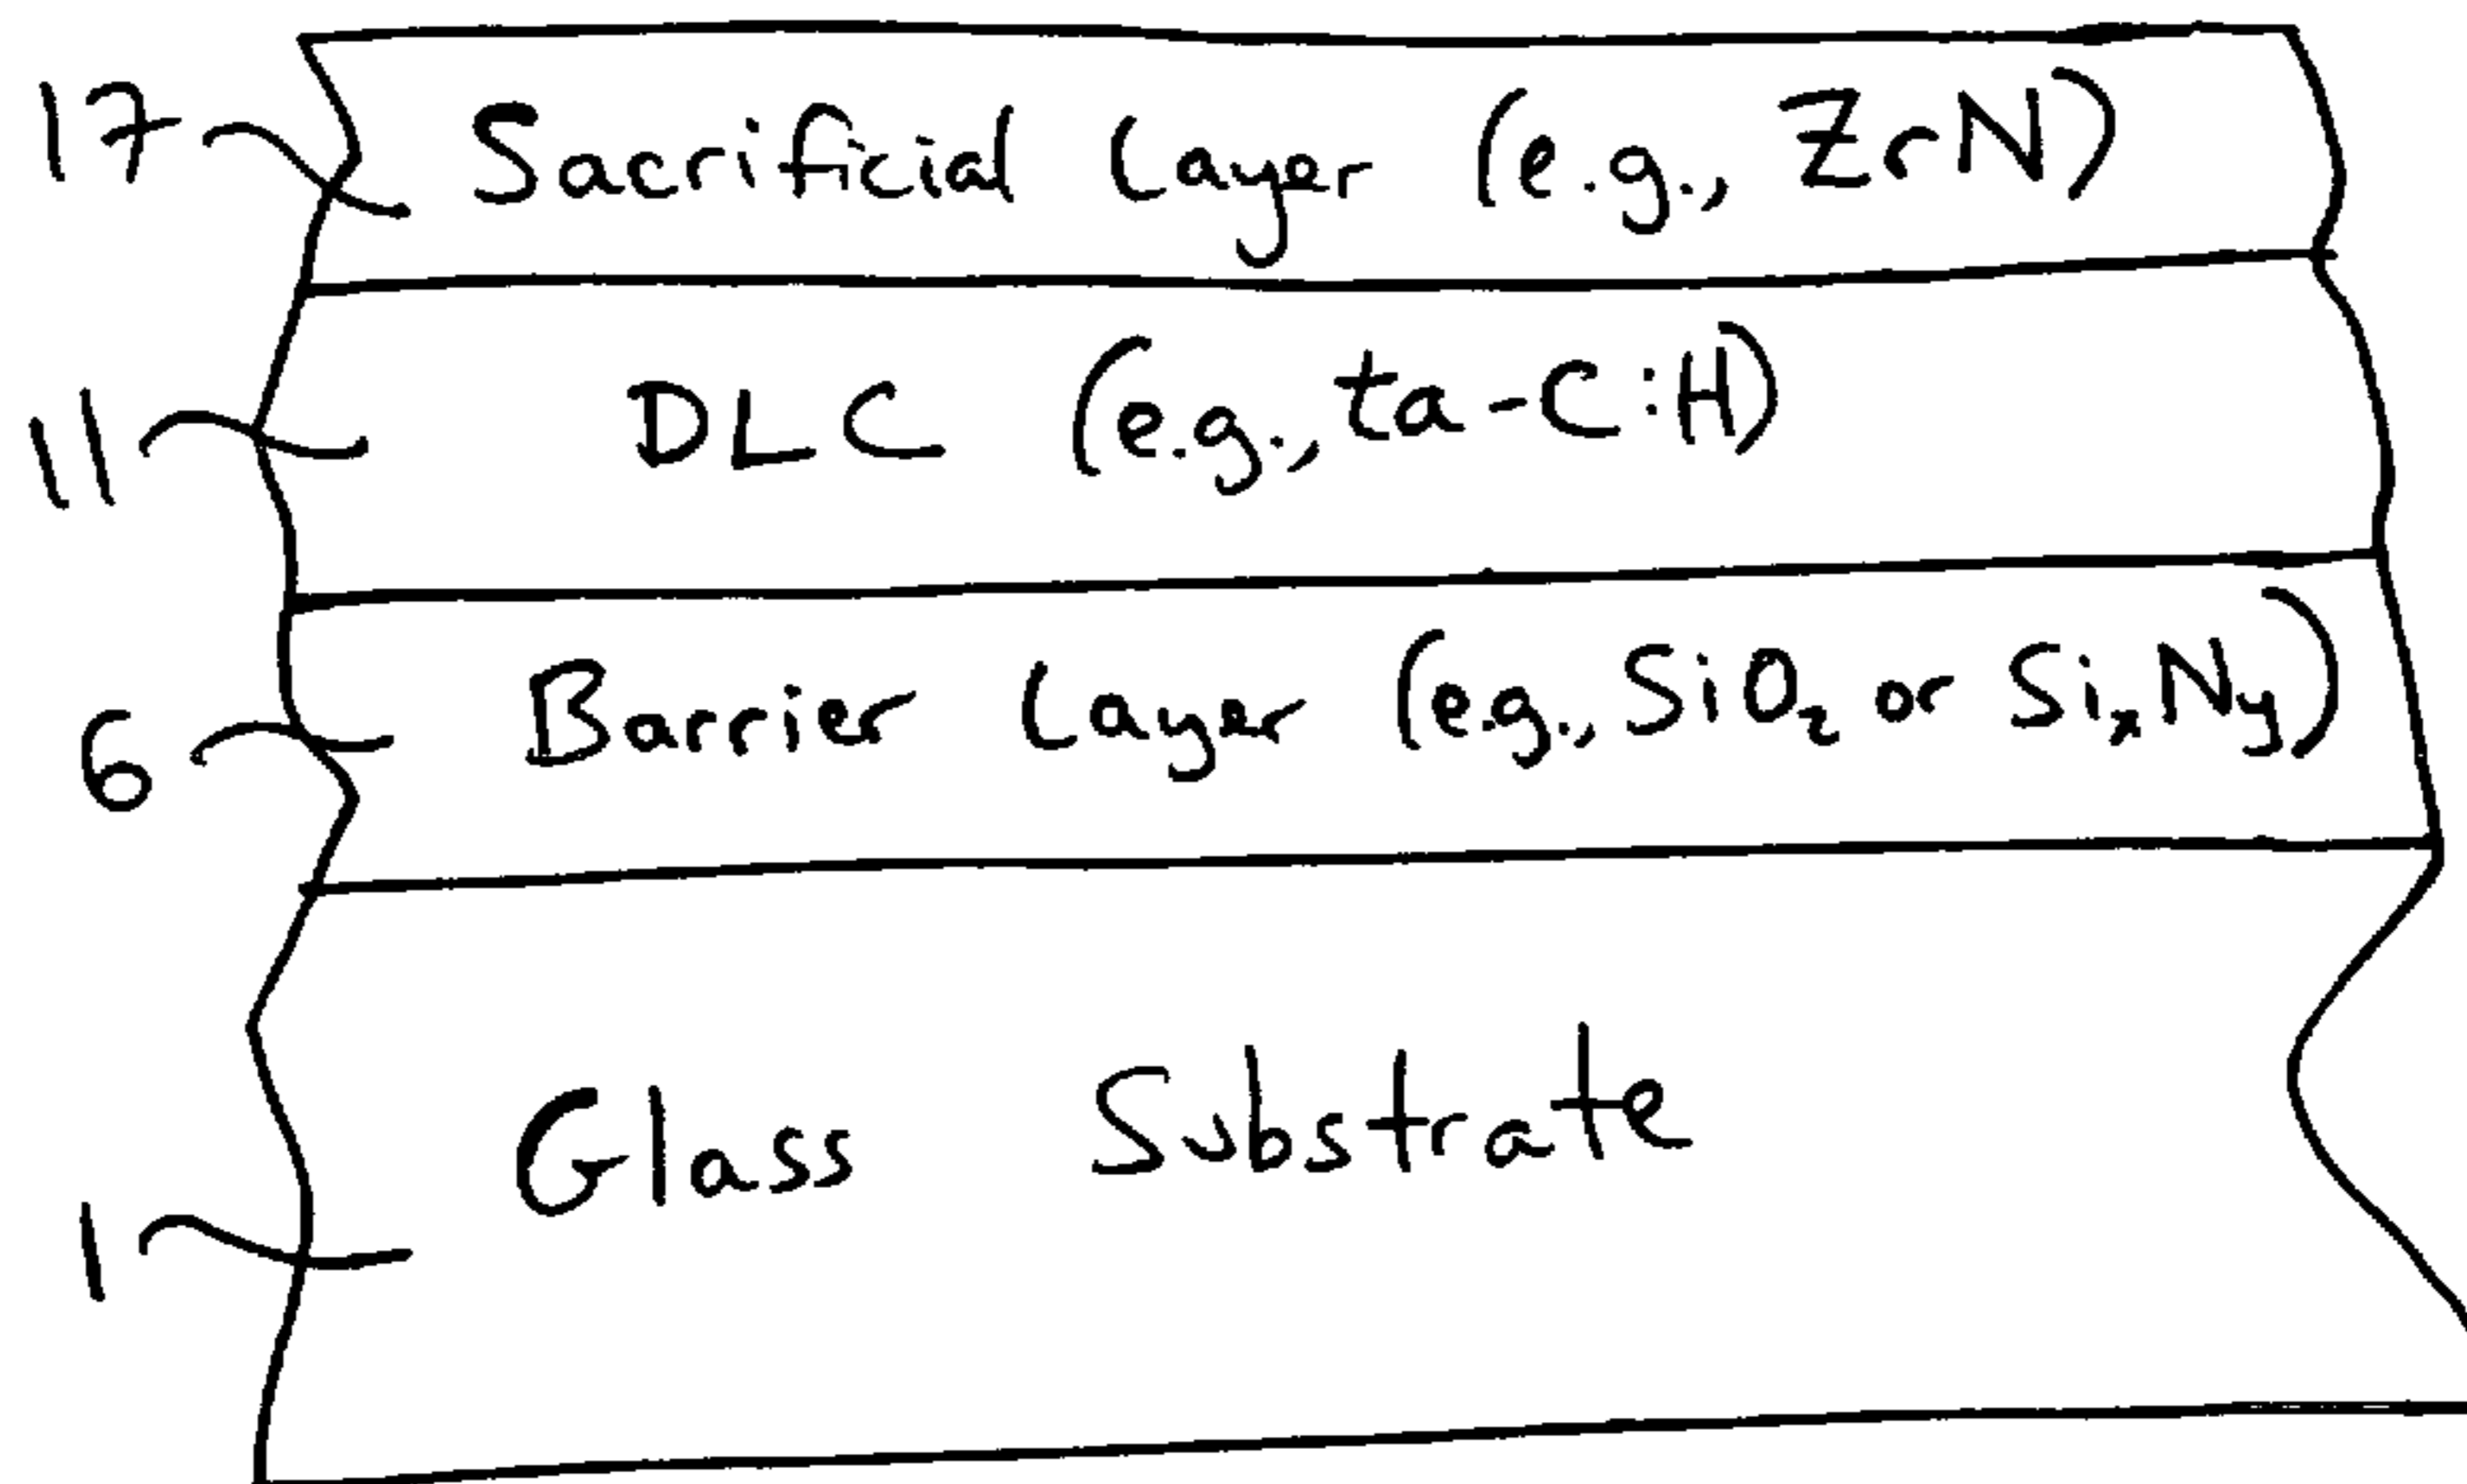 17 Sacrificial Layer (e.g., ZrN)
11 DLC (e.g., ta-C:H)
6 Barrier Layer (e.g., SiO₂ or SiₓNy)
1 Glass Substrate